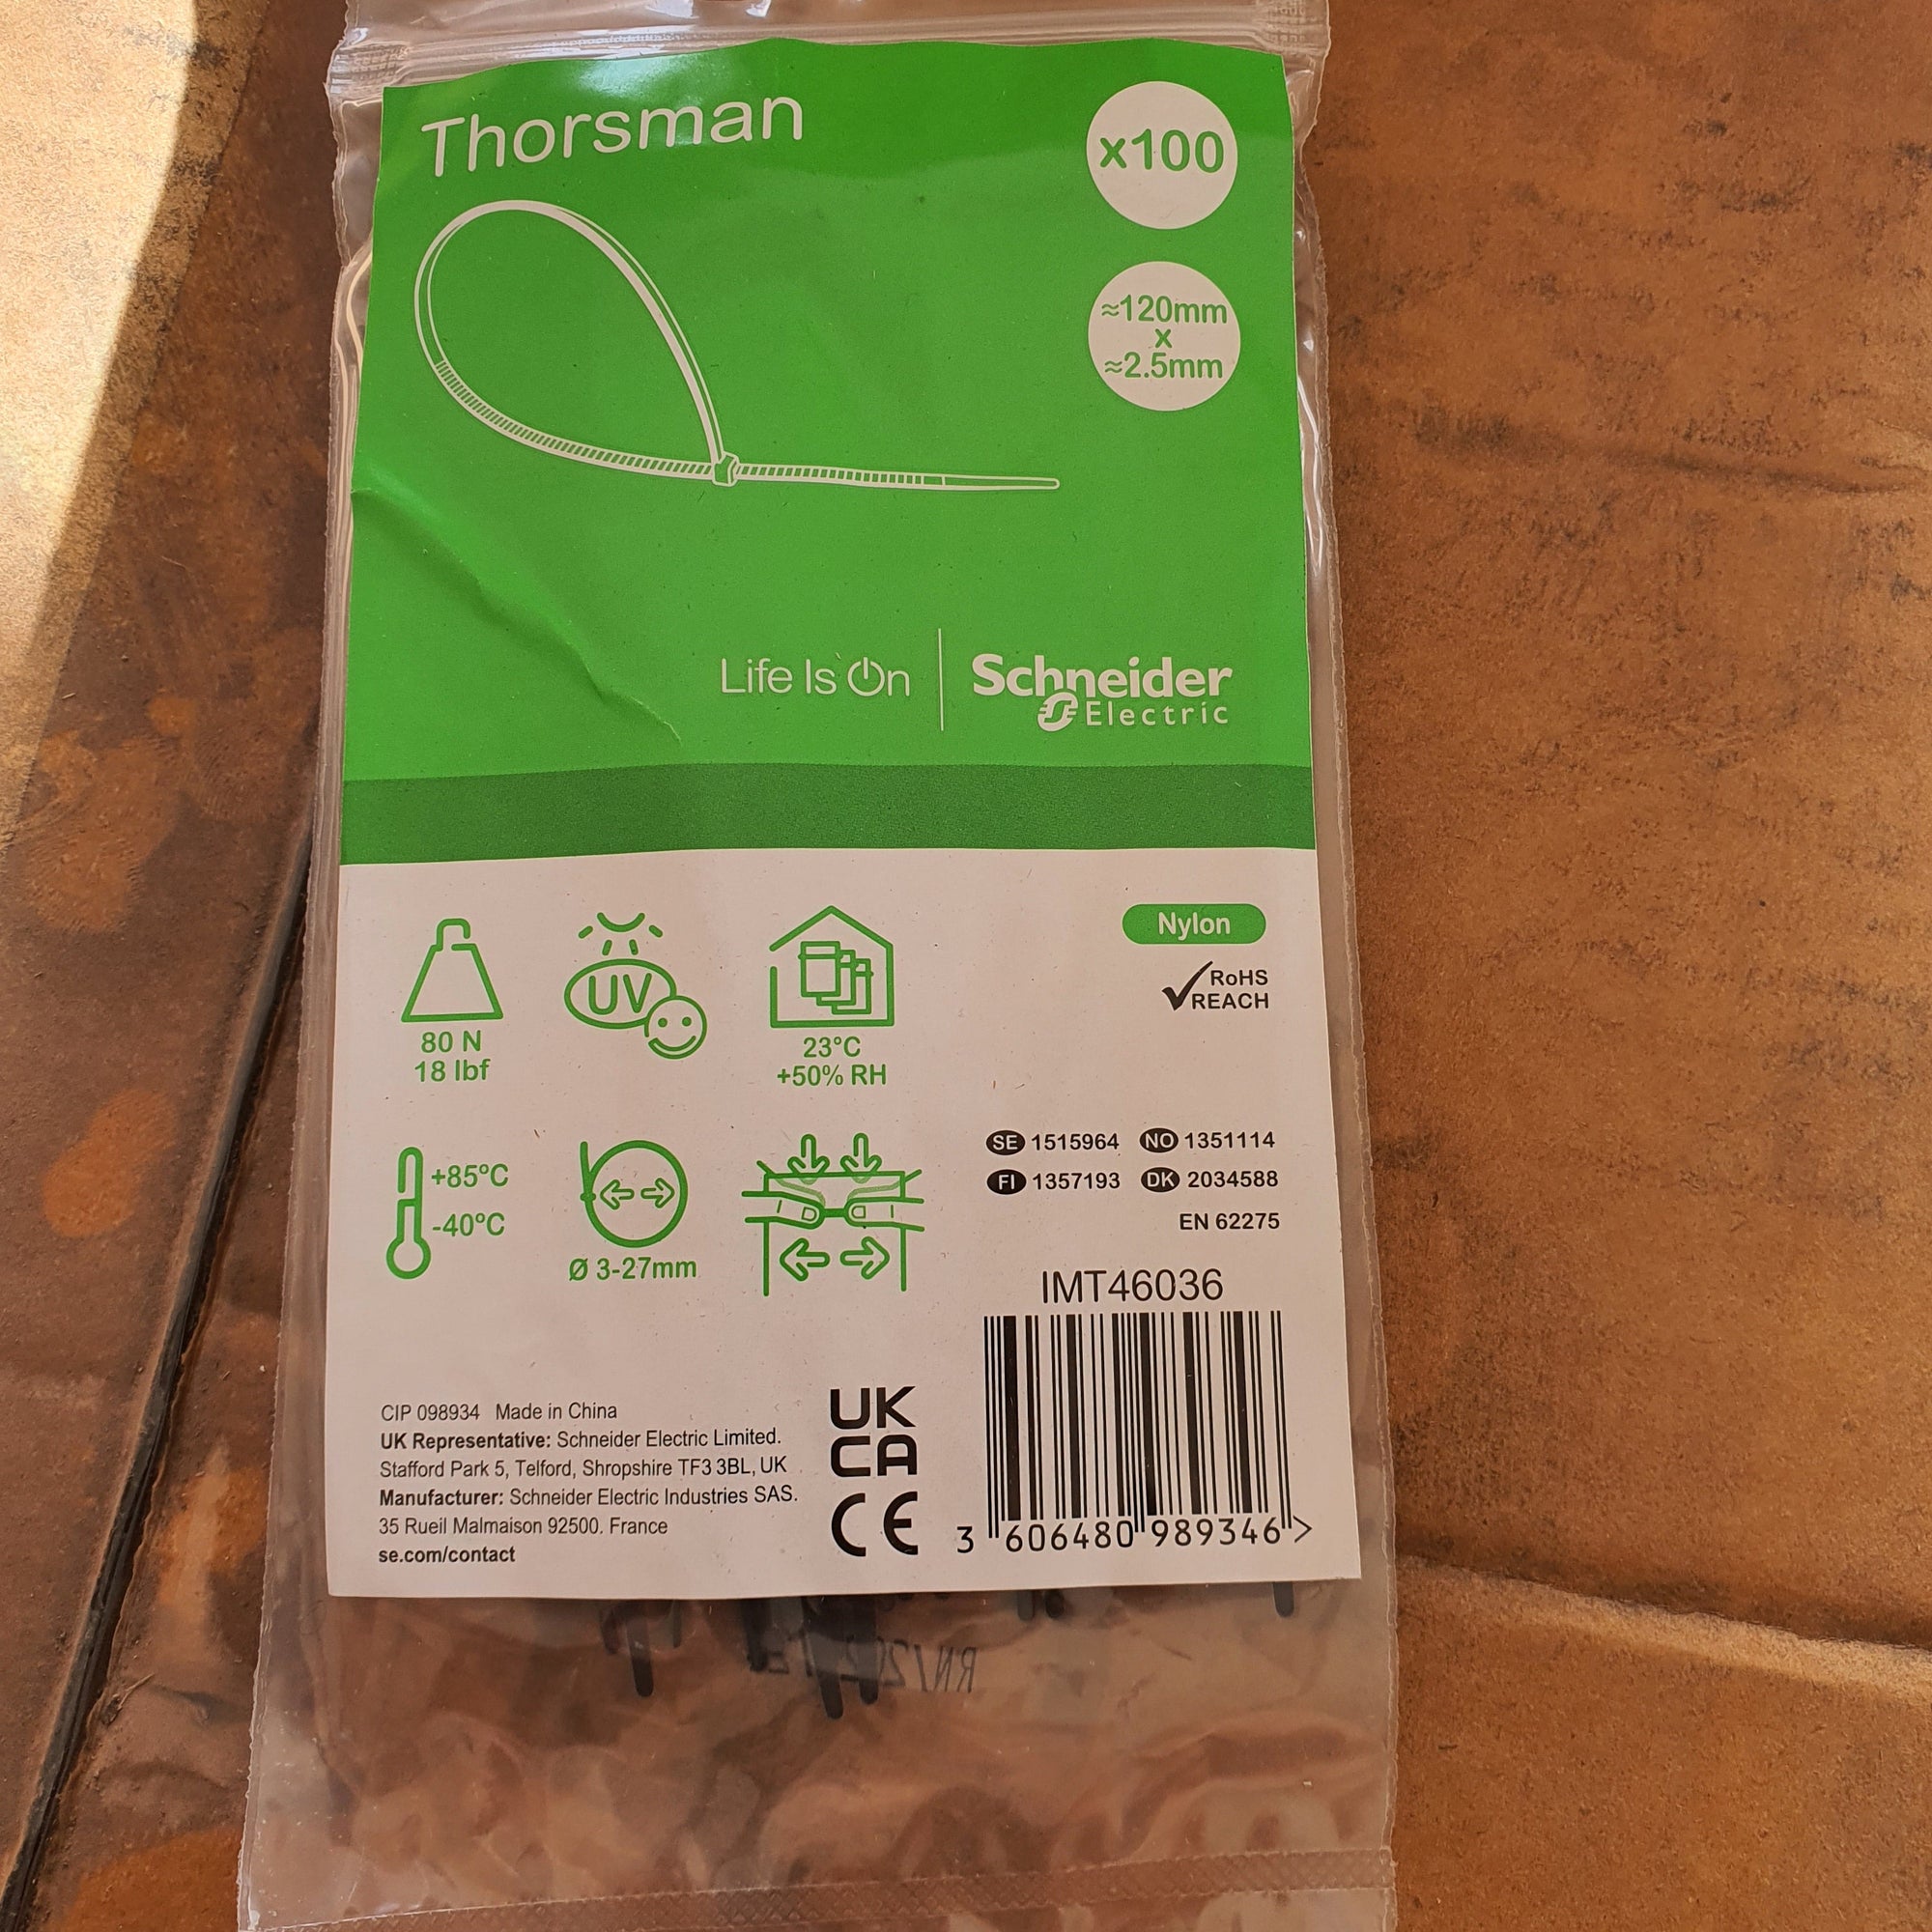 Thorsman
x100
≈120mm
x
≈2.5mm
Life Is On
Schneider
Electric
Nylon
UV
RoHS
REACH
80 N
18 lbf
23°C
+50% RH
+85ºC
-40ºC
Ø 3-27mm
SE 1515964 NO 1351114
FI 1357193 DK 2034588
EN 62275
IMT46036
CIP 098934 Made in China
UK Representative: Schneider Electric Limited.
Stafford Park 5, Telford, Shropshire TF3 3BL, UK
Manufacturer: Schneider Electric Industries SAS.
35 Rueil Malmaison 92500. France
se.com/contact
UK
CA
CE
3 606480 989346 >